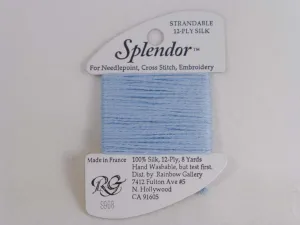 STRANDABLE
12-PLY SILK
Splendor™
For Needlepoint, Cross Stitch, Embroidery
Made in France
RG
100% Silk, 12-Ply, 8 Yards
Hand Washable, but test first.
Dist. by Rainbow Gallery
7412 Fulton Ave #5
N. Hollywood
CA 91605